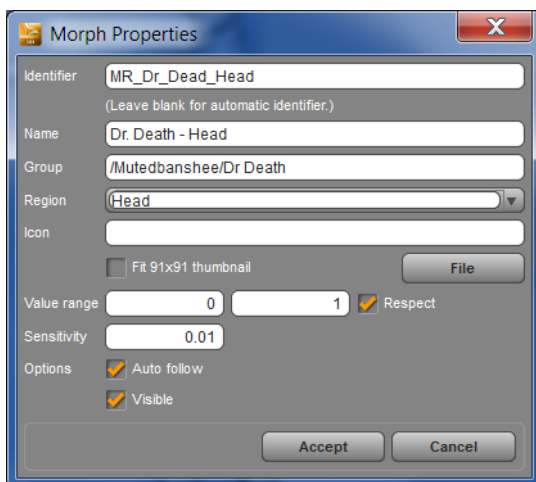 Morph Properties
X
Identifier MR_Dr_Dead_Head
(Leave blank for automatic identifier.)
Name Dr. Death - Head
Group /Mutedbanshee/Dr Death
Region Head
Icon
Fit 91x91 thumbnail File
Value range 0 1 Respect
Sensitivity 0.01
Options Auto follow
Visible
Accept Cancel